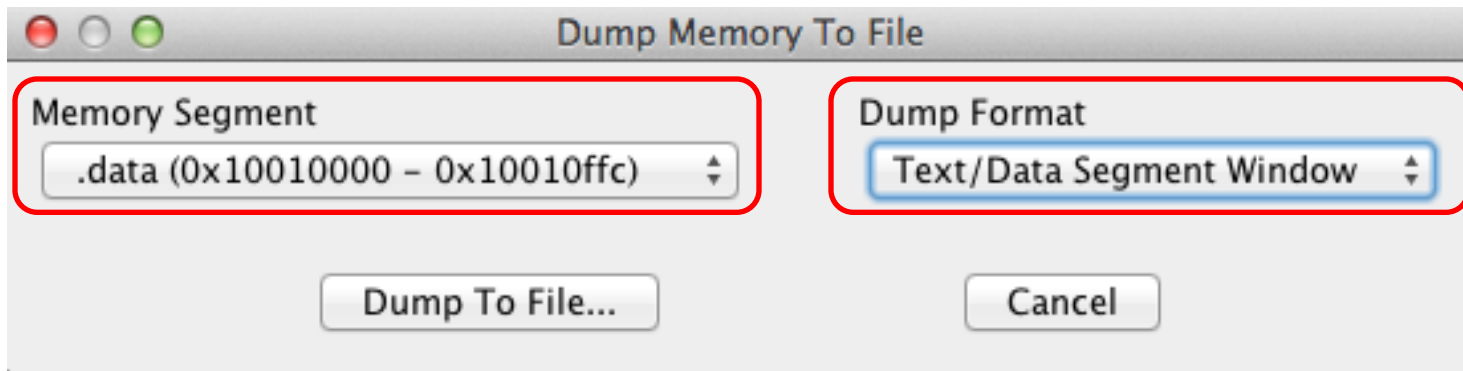 Dump Memory To File
Memory Segment
.data (0x10010000 – 0x10010ffc)
Dump Format
Text/Data Segment Window
Dump To File...
Cancel